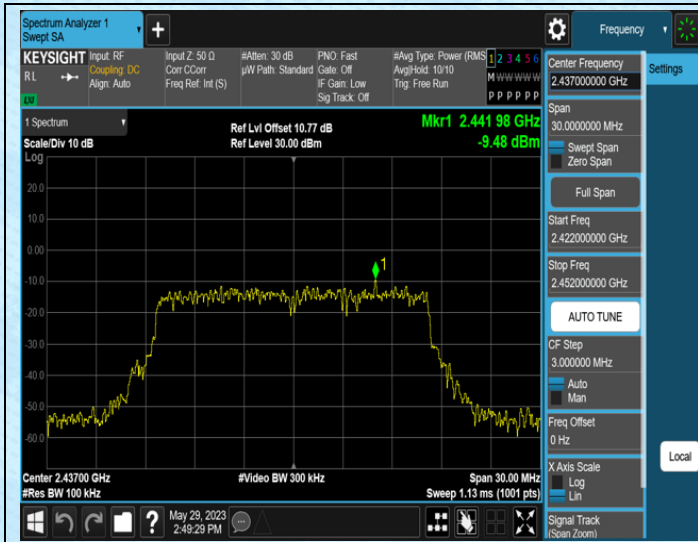 Spectrum Analyzer 1
Swept SA
Frequency
KEYSIGHT
RL
LXI
Input: RF
Coupling: DC
Align: Auto
Input Z: 50 Ω
Corr CCorr
Freq Ref: Int (S)
#Atten: 30 dB
µW Path: Standard
PNO: Fast
Gate: Off
IF Gain: Low
Sig Track: Off
#Avg Type: Power (RMS
Avg|Hold: 10/10
Trig: Free Run
1 2 3 4 5 6
M W W W W W
P P P P P P
Center Frequency
2.437000000 GHz
Settings
Span
30.0000000 MHz
Swept Span
Zero Span
Full Span
Start Freq
2.422000000 GHz
Stop Freq
2.452000000 GHz
AUTO TUNE
CF Step
3.000000 MHz
Auto
Man
Freq Offset
0 Hz
X Axis Scale
Log
Lin
Signal Track
(Span Zoom)
Local
1 Spectrum
Scale/Div 10 dB
Log
Ref Lvl Offset 10.77 dB
Ref Level 30.00 dBm
Mkr1 2.441 98 GHz
-9.48 dBm
20.0
10.0
0.00
-10.0
-20.0
-30.0
-40.0
-50.0
-60.0
1
Center 2.43700 GHz
#Res BW 100 kHz
#Video BW 300 kHz
Span 30.00 MHz
Sweep 1.13 ms (1001 pts)
May 29, 2023
2:49:29 PM